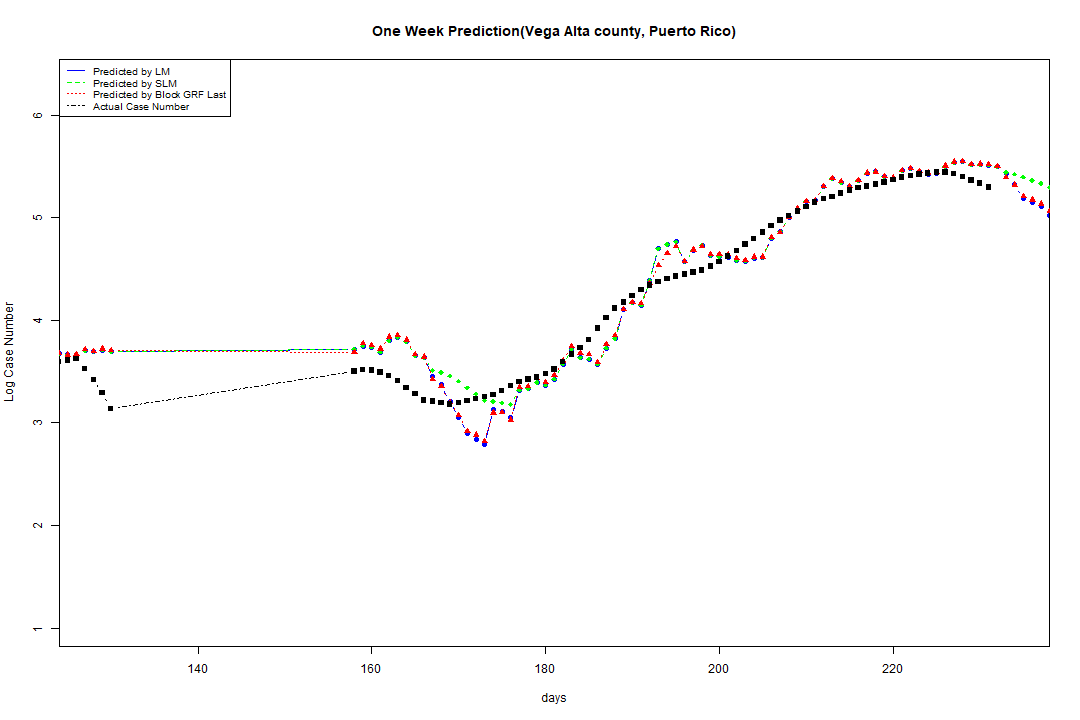 One Week Prediction(Vega Alta county, Puerto Rico)
Predicted by LM
Predicted by SLM
Predicted by Block GRF Last
Actual Case Number
6
5
4
3
2
1
Log Case Number
140 160 180 200 220
days